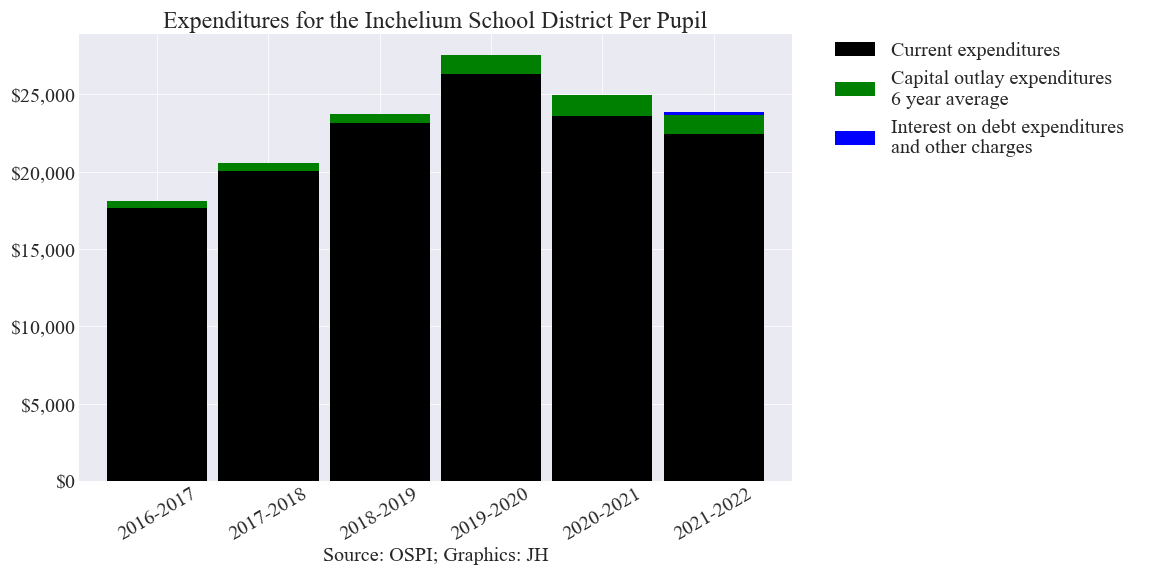 Expenditures for the Inchelium School District Per Pupil
Current expenditures
Capital outlay expenditures
6 year average
Interest on debt expenditures
and other charges
$25,000
$20,000
$15,000
$10,000
$5,000
$0
2016-2017
2017-2018
2018-2019
2019-2020
2020-2021
2021-2022
Source: OSPI; Graphics: JH